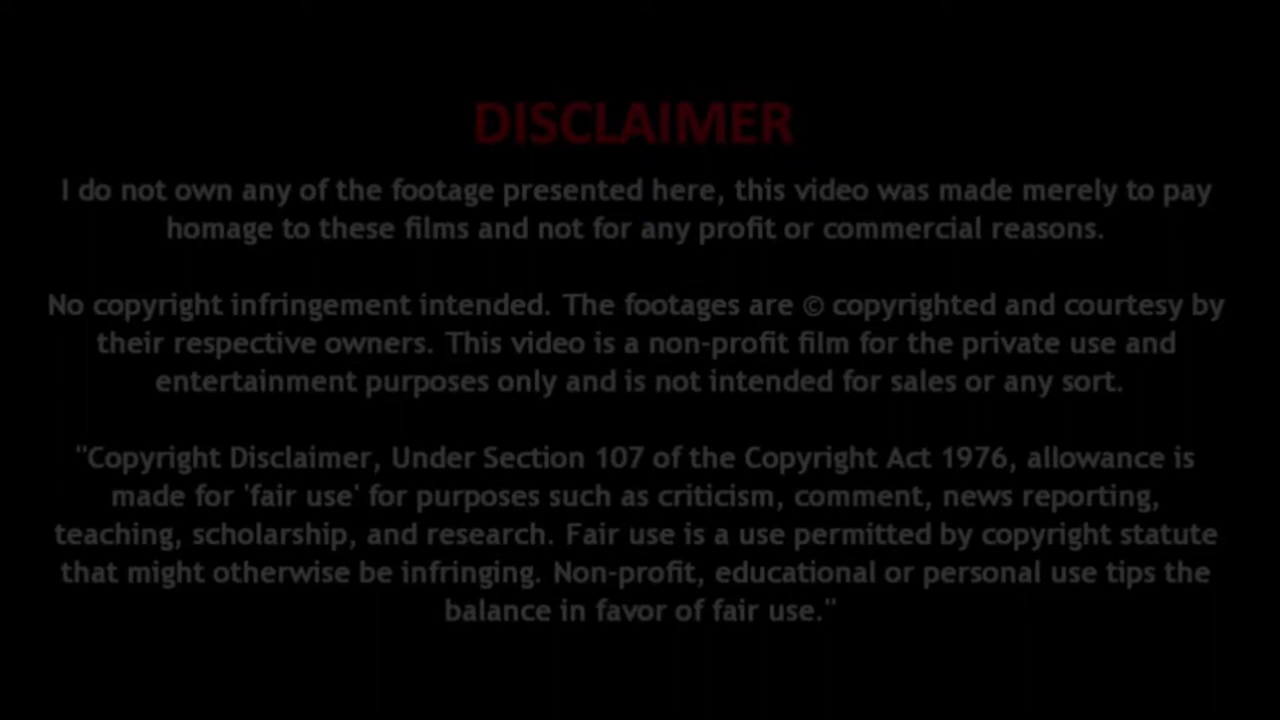 DISCLAIMER
I do not own any of the footage presented here, this video was made merely to pay
homage to these films and not for any profit or commercial reasons.
No copyright infringement intended. The footages are © copyrighted and courtesy by
their respective owners. This video is a non-profit film for the private use and
entertainment purposes only and is not intended for sales or any sort.
"Copyright Disclaimer, Under Section 107 of the Copyright Act 1976, allowance is
made for 'fair use' for purposes such as criticism, comment, news reporting,
teaching, scholarship, and research. Fair use is a use permitted by copyright statute
that might otherwise be infringing. Non-profit, educational or personal use tips the
balance in favor of fair use."